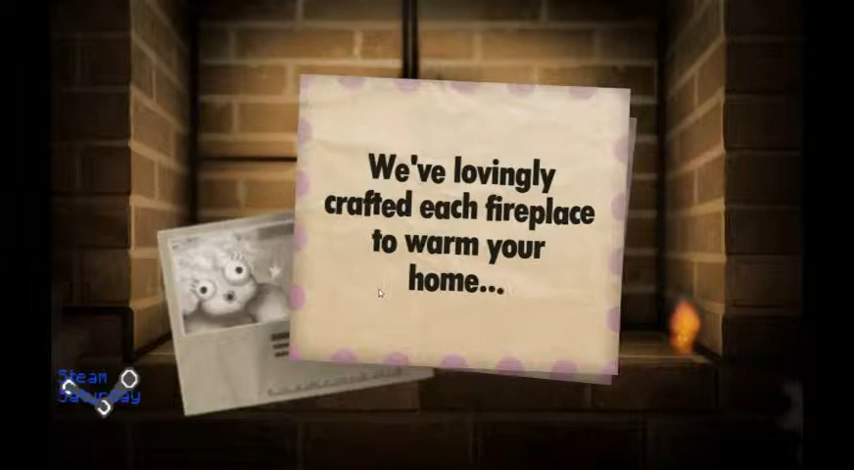 We've lovingly
crafted each fireplace
to warm your
home...
Steam
Saturday